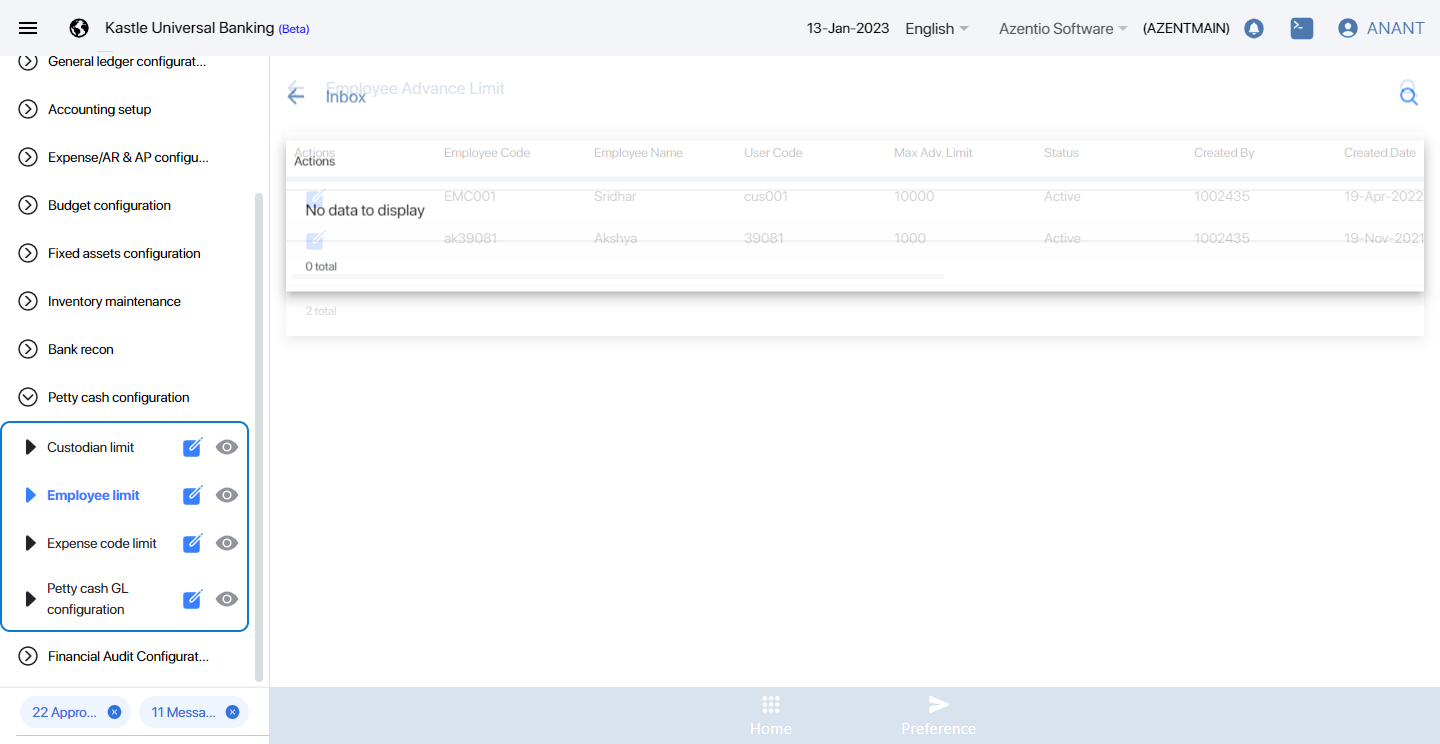 Kastle Universal Banking (Beta)
13-Jan-2023
English
Azentio Software
(AZENTMAIN)
ANANT
General ledger configurat...
Accounting setup
Expense/AR & AP configu...
Budget configuration
Fixed assets configuration
Inventory maintenance
Bank recon
Petty cash configuration
Custodian limit
Employee limit
Expense code limit
Petty cash GL
configuration
Financial Audit Configurat...
22 Appro...
11 Messa...
Employee Advance Limit
Inbox
Actions Employee Code Employee Name User Code Max Adv. Limit Status Created By Created Date
Actions
EMC001 Sridhar cus001 10000 Active 1002435 19-Apr-2022
No data to display
ak39081 Akshya 39081 1000 Active 1002435 19-Nov-2021
0 total
2 total
Home
Preference